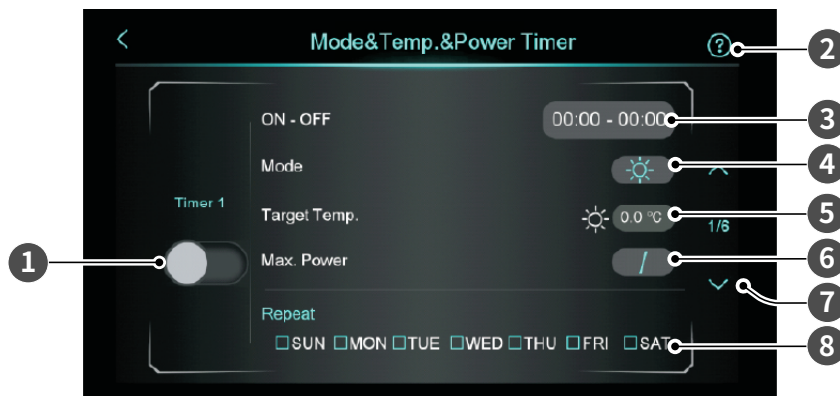 Mode&Temp.&Power Timer
?
2
ON - OFF
00:00 - 00:00
3
Mode
4
Timer 1
Target Temp.
0.0 ℃
1/6
5
1
Max. Power
/
6
7
Repeat
SUN MON TUE WED THU FRI SAT
8